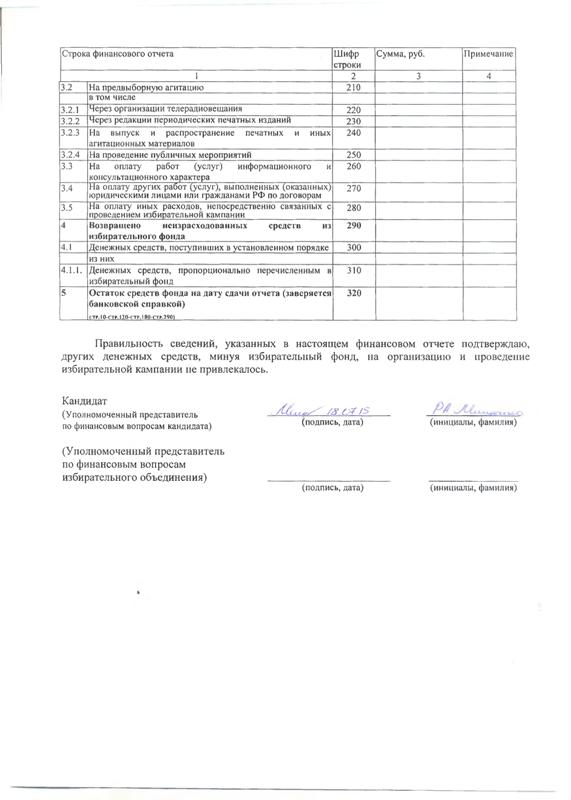 Строка финансового отчета Шифр строки Сумма, руб. Примечание
1 2 3 4
3.2 На предвыборную агитацию 210
в том числе
3.2.1 Через организации телерадиовещания 220
3.2.2 Через редакции периодических печатных изданий 230
3.2.3 На выпуск и распространение печатных и иных 240
агитационных материалов
3.2.4 На проведение публичных мероприятий 250
3.3 На оплату работ (услуг) информационного и 260
консультационного характера
3.4 На оплату других работ (услуг), выполненных (оказанных) 270
юридическими лицами или гражданами РФ по договорам
3.5 На оплату иных расходов, непосредственно связанных с 280
проведением избирательной кампании
4 Возвращено неизрасходованных средств из 290
избирательного фонда
4.1 Денежных средств, поступивших в установленном порядке 300
из них
4.1.1. Денежных средств, пропорционально перечисленным в 310
избирательный фонд
5 Остаток средств фонда на дату сдачи отчета (заверяется 320
банковской справкой)
(стр.10-стр.120-стр.180-стр.290)
Правильность сведений, указанных в настоящем финансовом отчете подтверждаю,
других денежных средств, минуя избирательный фонд, на организацию и проведение
избирательной кампании не привлекалось.
Кандидат
(Уполномоченный представитель 18.07.15
по финансовым вопросам кандидата) (подпись, дата) (инициалы, фамилия)
(Уполномоченный представитель
по финансовым вопросам
избирательного объединения)
(подпись, дата) (инициалы, фамилия)